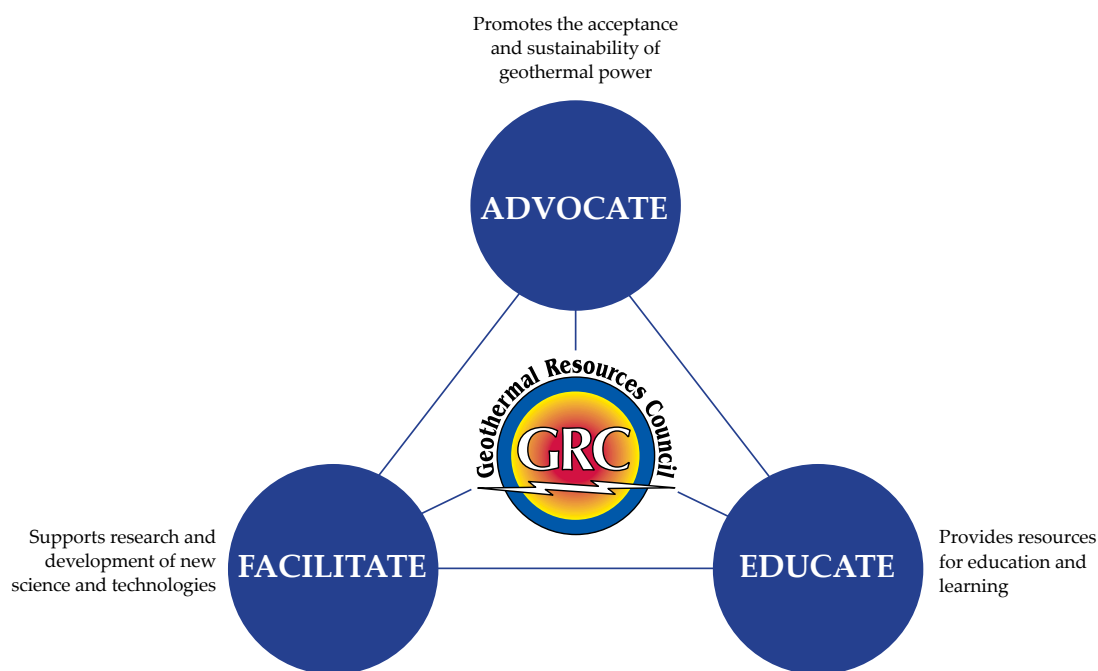 Promotes the acceptance
and sustainability of
geothermal power
ADVOCATE
Geothermal Resources Council
GRC
Supports research and
development of new
science and technologies
FACILITATE
EDUCATE
Provides resources
for education and
learning